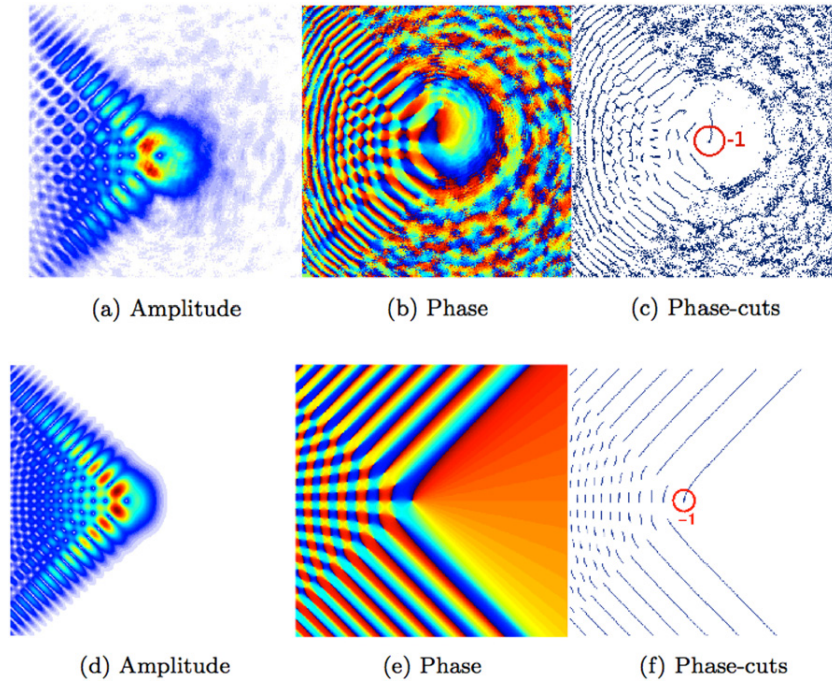 -1
(a) Amplitude
(b) Phase
(c) Phase-cuts
-1
(d) Amplitude
(e) Phase
(f) Phase-cuts